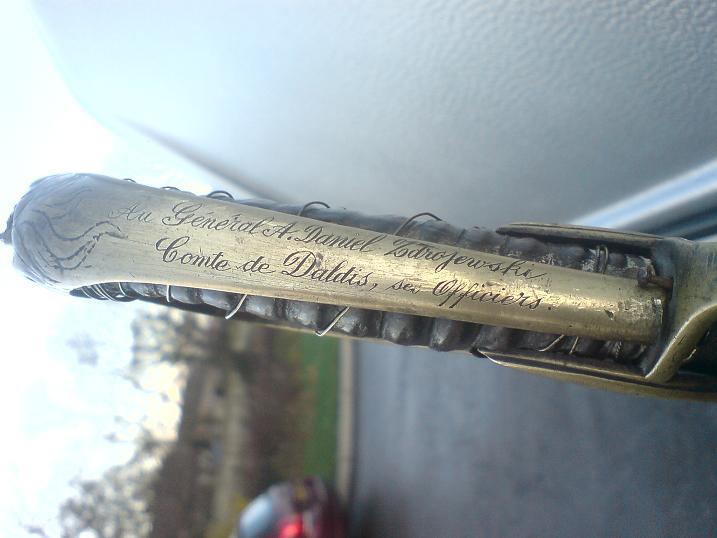 Au Général A. Daniel Zdrojewski
Comte de Daldis, ses Officiers.